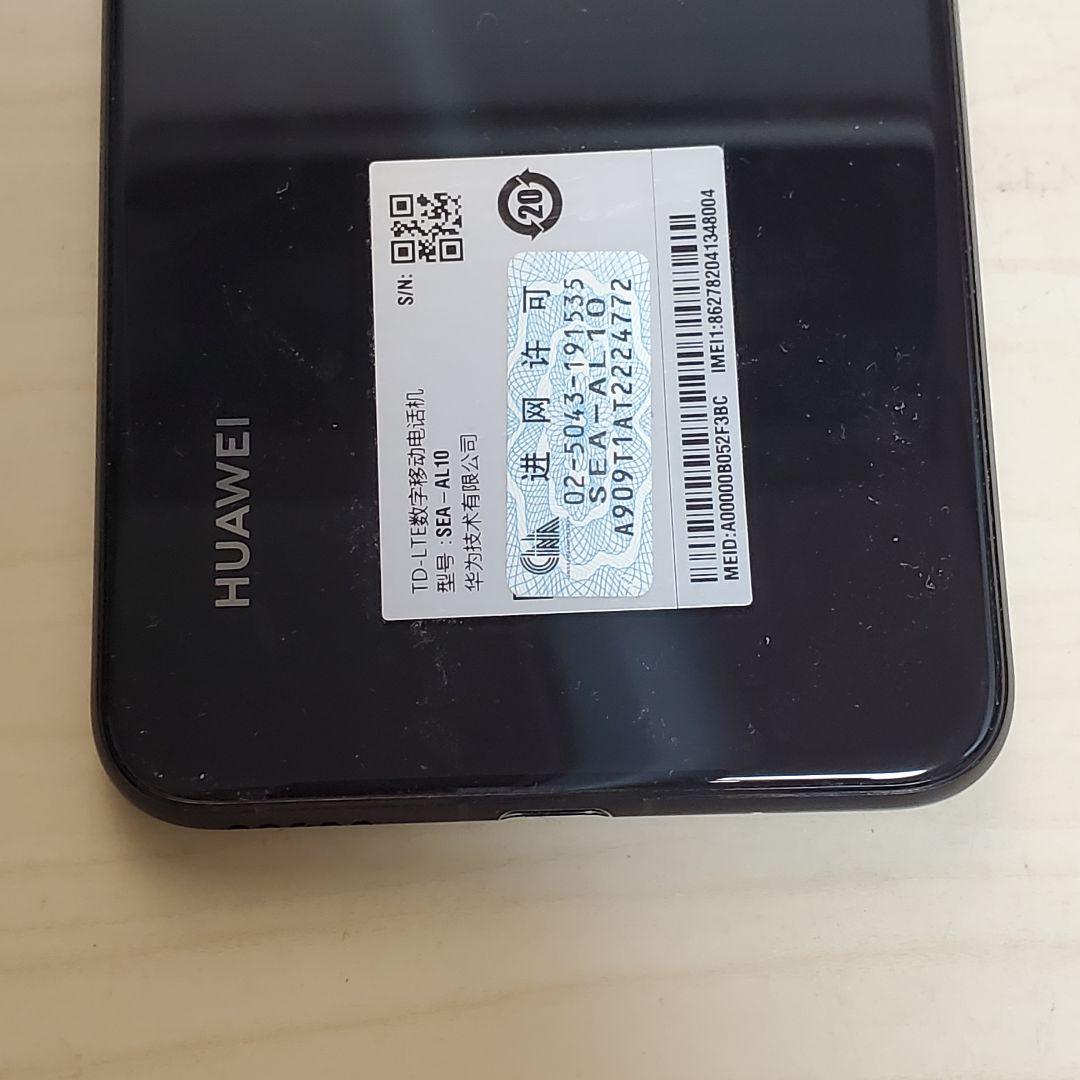 HUAWEI
S/N:
TD-LTE数字移动电话机
型号:SEA-AL10
华为技术有限公司
20
进网许可
02-5043-191535
SEA-AL10
A909T1AT2224772
MEID:A00000B052F3BC IMEI1:862782041348004